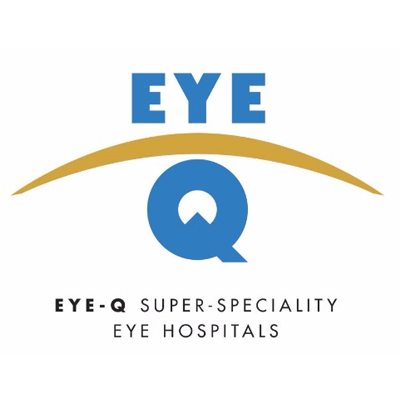 EYE
Q
EYE-Q SUPER-SPECIALITY
EYE HOSPITALS